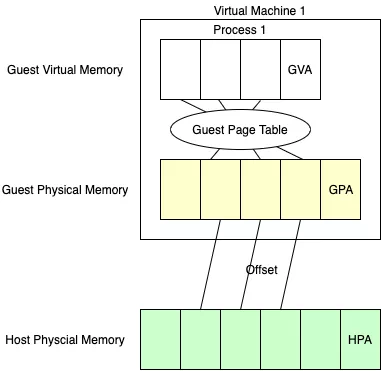 Virtual Machine 1
Process 1
Guest Virtual Memory
GVA
Guest Page Table
Guest Physical Memory
GPA
Offset
Host Physcial Memory
HPA